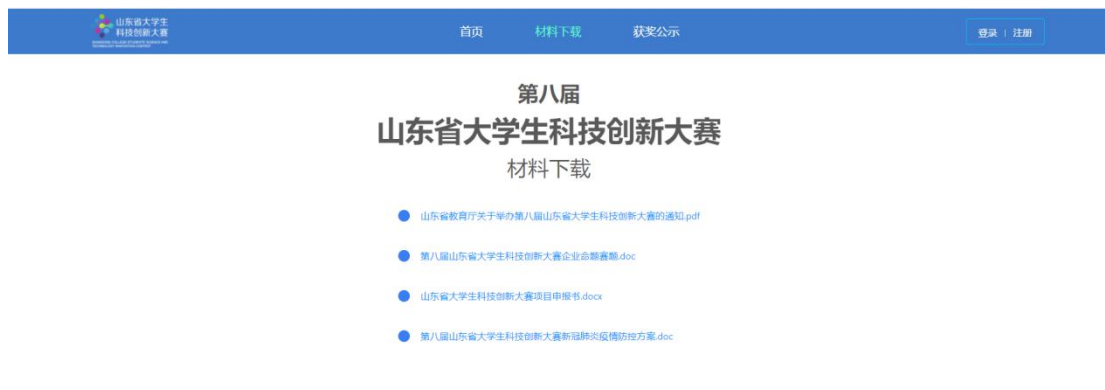 山东省大学生
科技创新大赛
首页
材料下载
获奖公示
登录 | 注册
第八届
山东省大学生科技创新大赛
材料下载
山东省教育厅关于举办第八届山东省大学生科技创新大赛的通知.pdf
第八届山东省大学生科技创新大赛企业命题赛题.doc
山东省大学生科技创新大赛项目申报书.docx
第八届山东省大学生科技创新大赛新冠肺炎疫情防控方案.doc